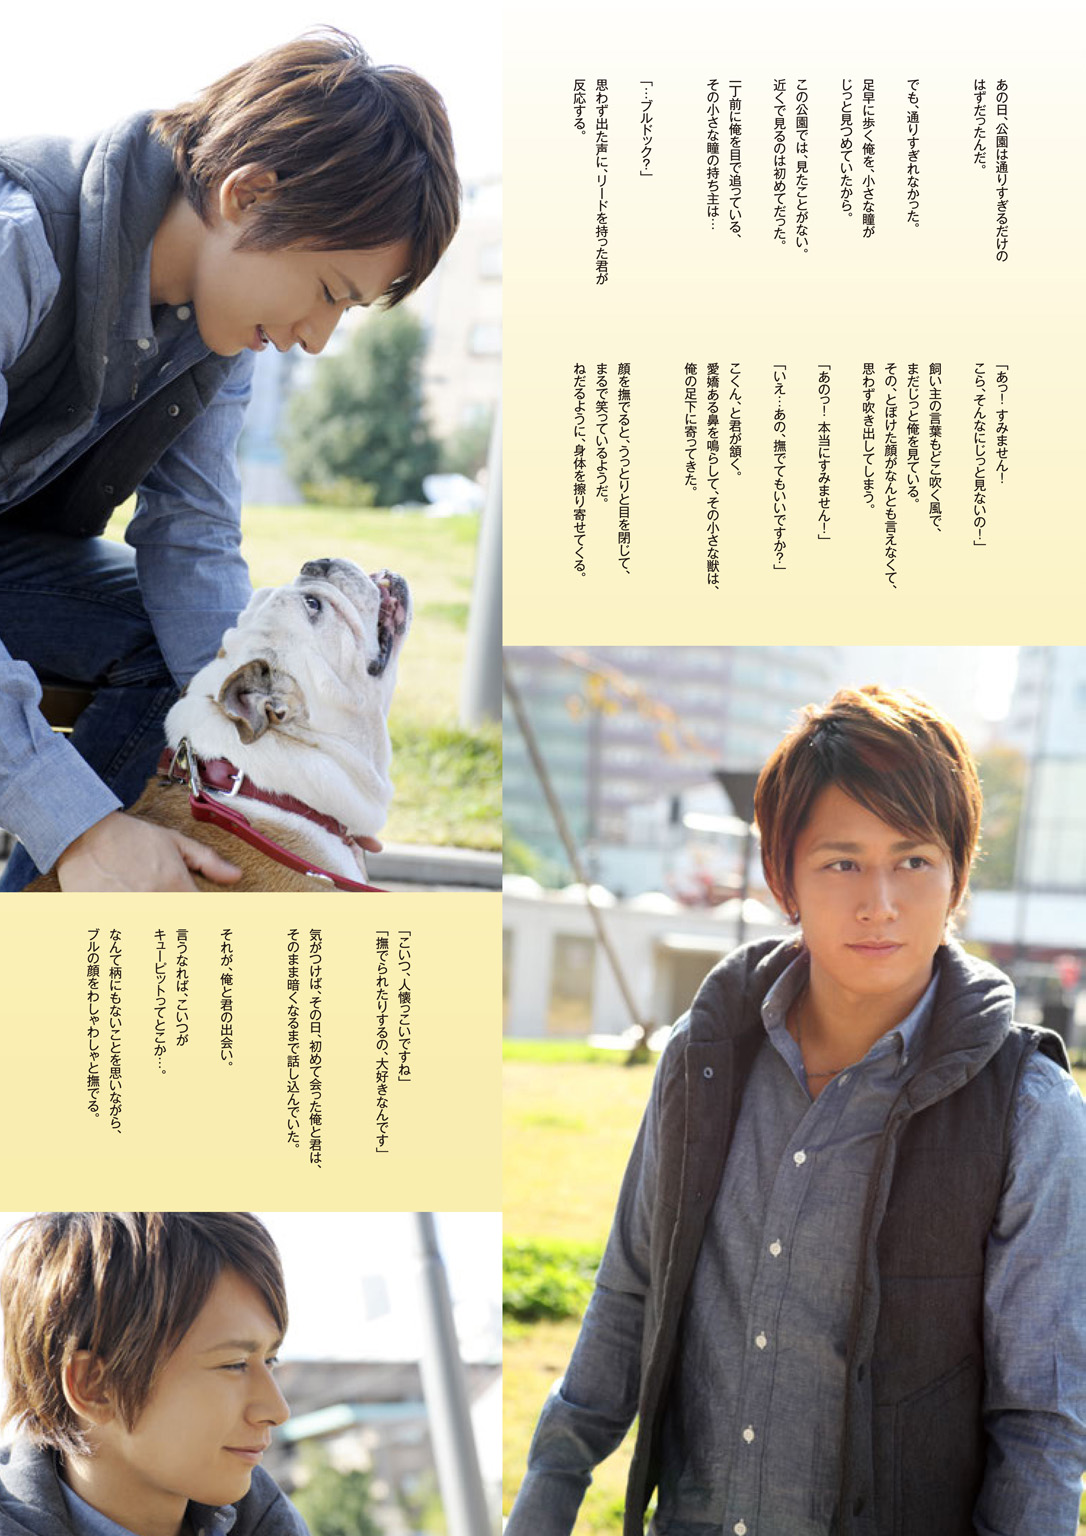 あの日、公園は通りすぎるだけの
はずだったんだ。
でも、通りすぎれなかった。
足早に歩く俺を、小さな瞳が
じっと見つめていたから。
この公園では、見たことがない。
近くで見るのは初めてだった。
一丁前に俺を目で追っている、
その小さな瞳の持ち主は…
「…ブルドック？」
思わず出た声に、リードを持った君が
反応する。
「あっ！すみません！
こら、そんなにじっと見ないの！」
飼い主の言葉もどこ吹く風で、
まだじっと俺を見ている。
その、とぼけた顔がなんとも言えなくて、
思わず吹き出してしまう。
「あのっ！本当にすみません！」
「いえ…あの、撫でてもいいですか？」
こくん、と君が頷く。
愛嬌ある鼻を鳴らして、その小さな獣は、
俺の足下に寄ってきた。
顔を撫でると、うっとりと目を閉じて、
まるで笑っているようだ。
ねだるように、身体を擦り寄せてくる。
「こいつ、人懐っこいですね」
「撫でられたりするの、大好きなんです」
気がつけば、その日、初めて会った俺と君は、
そのまま暗くなるまで話し込んでいた。
それが、俺と君の出会い。
言うなれば、こいつが
キューピットってとこか…。
なんて柄にもないことを思いながら、
ブルの顔をわしゃわしゃと撫でる。